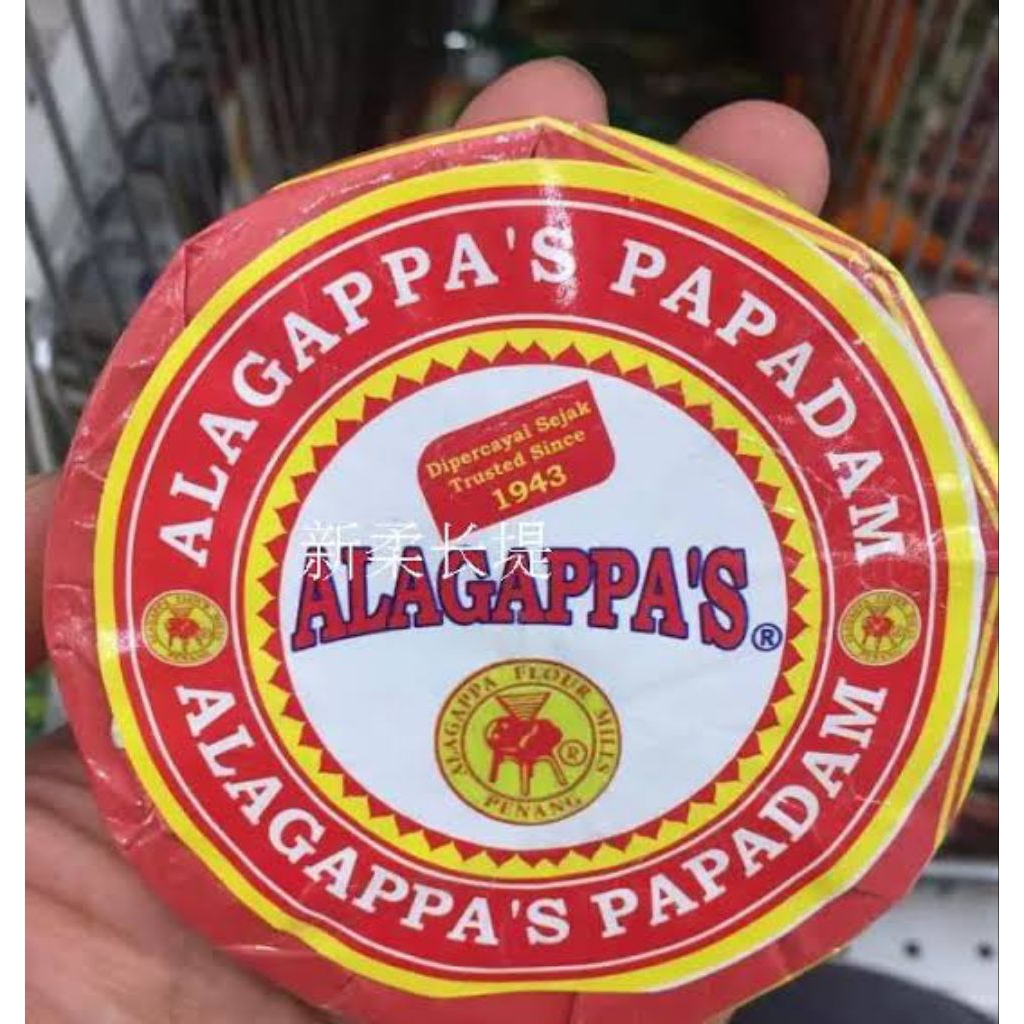 ALAGAPPA'S PAPADAM
Dipercayai Sejak
Trusted Since
1943
新柔长堤
ALAGAPPA'S®
ALAGAPPA FLOUR MILLS
®
PENANG
ALAGAPPA'S PAPADAM